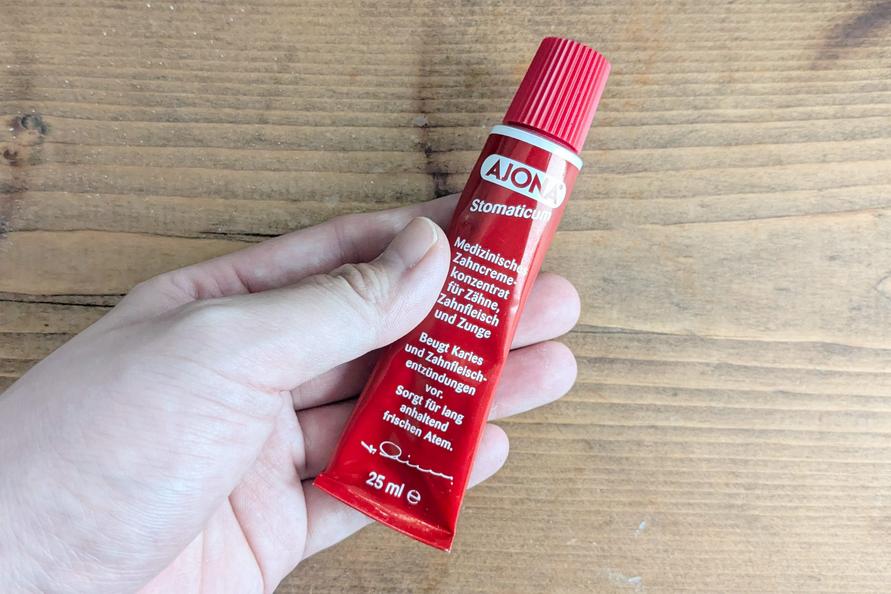 AJONA
Stomaticum
Medizinisches
Zahncreme-
konzentrat
für Zähne,
Zahnfleisch
und Zunge
Beugt Karies
und Zahnfleisch-
entzündungen
vor.
Sorgt für lang
anhaltend
frischen Atem.
25 ml ℮